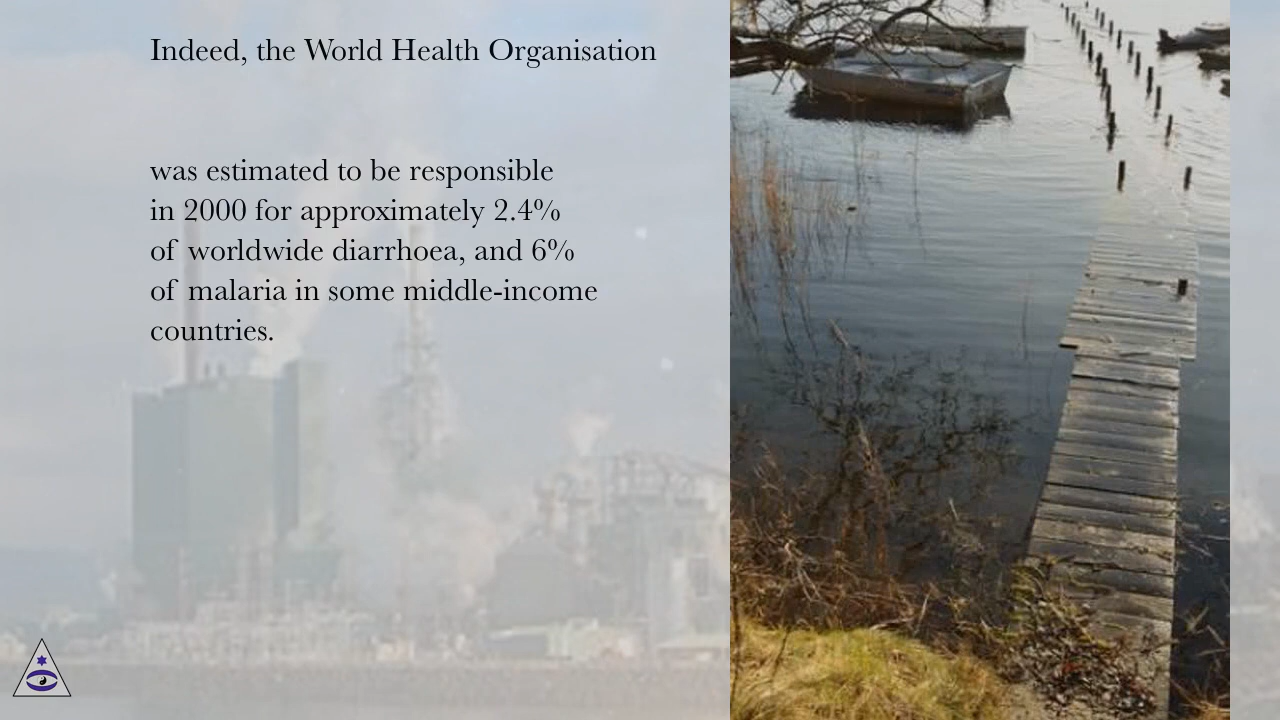 Indeed, the World Health Organisation
was estimated to be responsible
in 2000 for approximately 2.4%
of worldwide diarrhoea, and 6%
of malaria in some middle-income
countries.